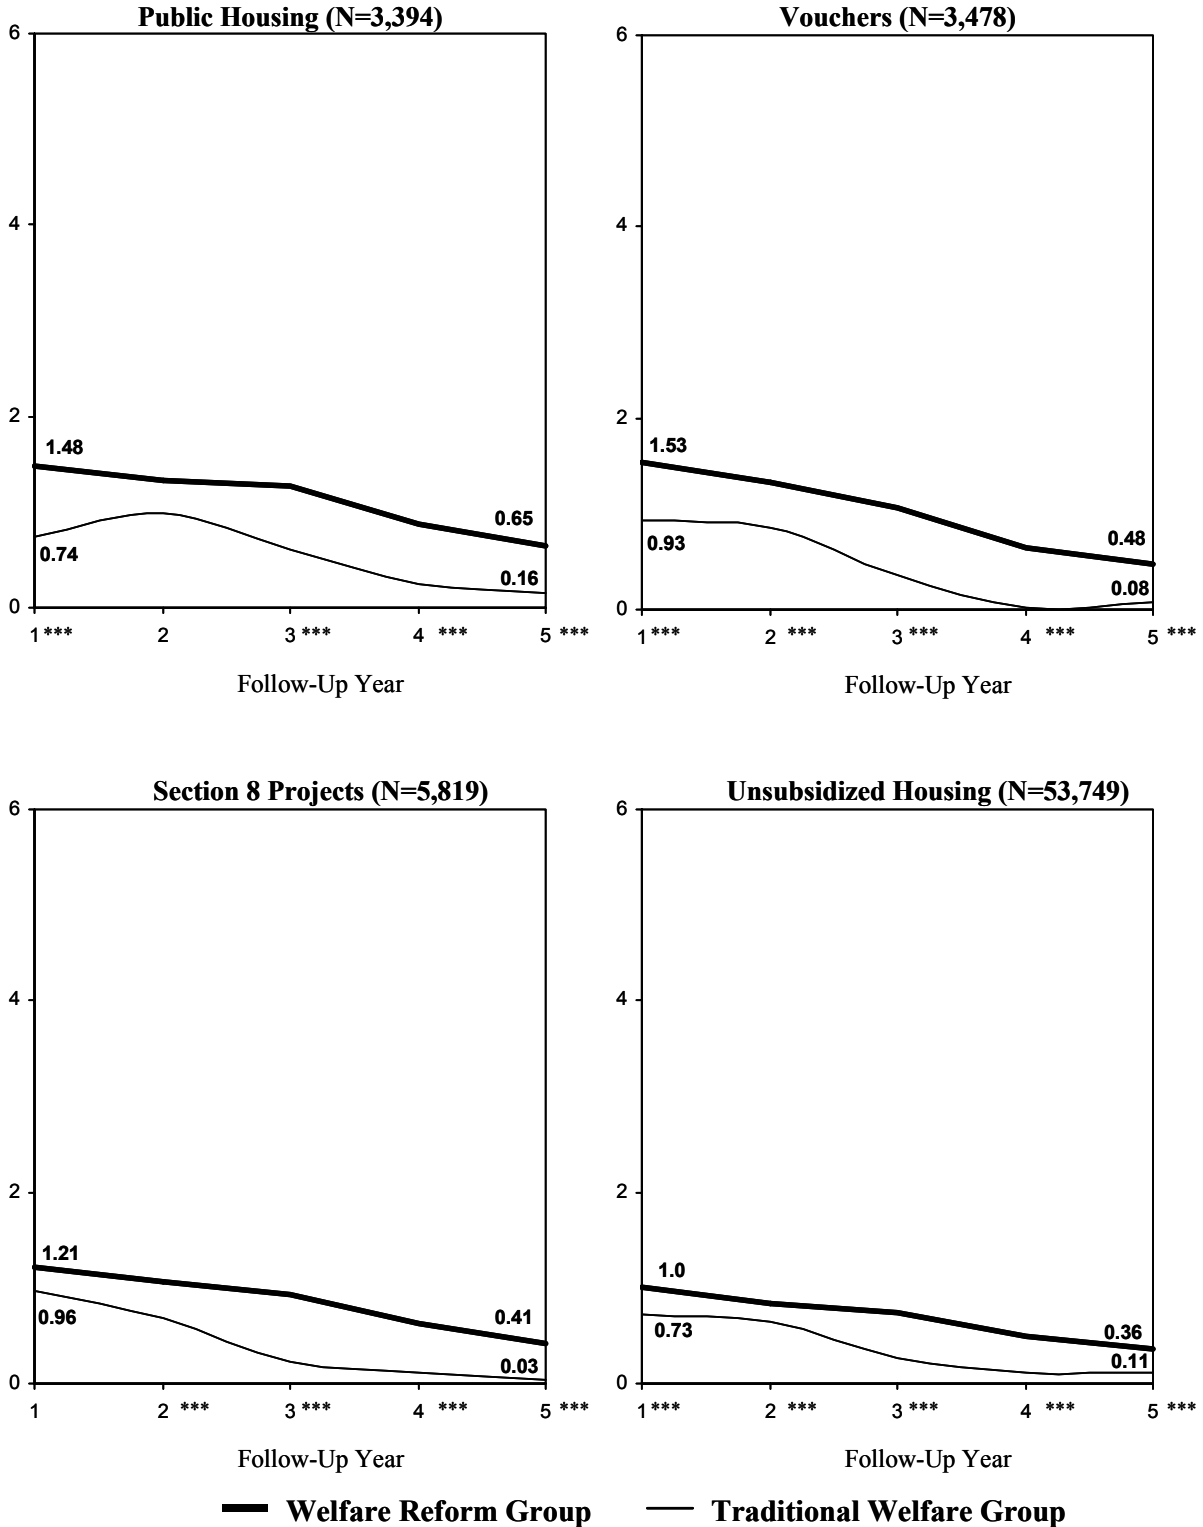 Public Housing (N=3,394)
6
4
2
0
1.48
0.74
0.65
0.16
1 *** 2 3 *** 4 *** 5 ***
Follow-Up Year
Vouchers (N=3,478)
6
4
2
0
1.53
0.93
0.48
0.08
1 *** 2 *** 3 *** 4 *** 5 ***
Follow-Up Year
Section 8 Projects (N=5,819)
6
4
2
0
1.21
0.96
0.41
0.03
1 2 *** 3 *** 4 *** 5 ***
Follow-Up Year
Unsubsidized Housing (N=53,749)
6
4
2
0
1.0
0.73
0.36
0.11
1 *** 2 *** 3 *** 4 *** 5 ***
Follow-Up Year
Welfare Reform Group
Traditional Welfare Group